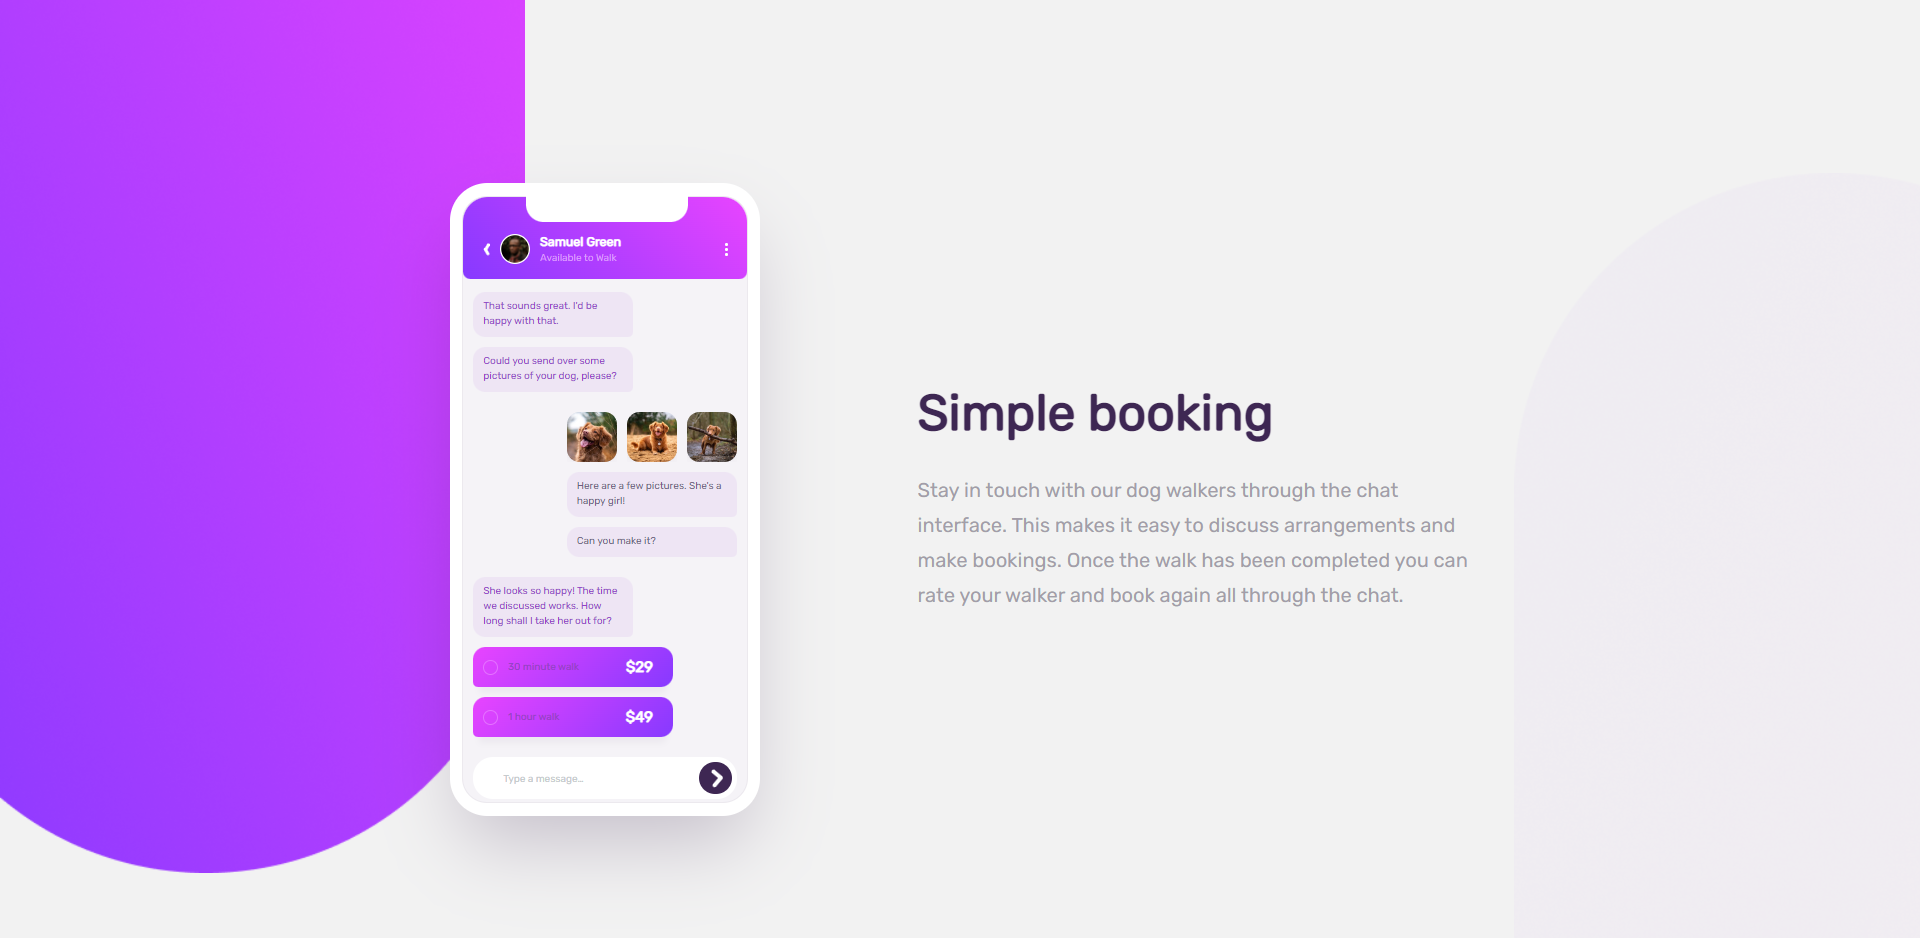 Samuel Green
Available to Walk
That sounds great. I'd be
happy with that.
Could you send over some
pictures of your dog, please?
Here are a few pictures. She's a
happy girl!
Can you make it?
She looks so happy! The time
we discussed works. How
long shall I take her out for?
30 minute walk $29
1 hour walk $49
Type a message…
Simple booking
Stay in touch with our dog walkers through the chat
interface. This makes it easy to discuss arrangements and
make bookings. Once the walk has been completed you can
rate your walker and book again all through the chat.